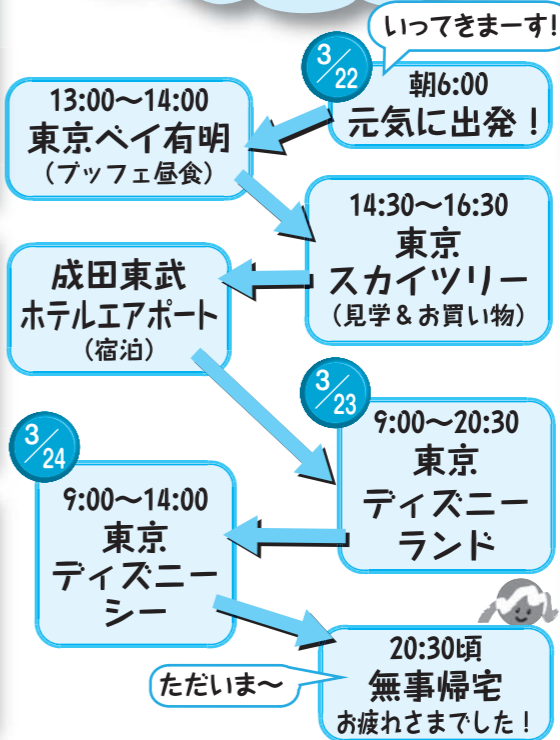 いってきまーす!
3/22
朝6:00
元気に出発!
13:00～14:00
東京ベイ有明
(ブッフェ昼食)
14:30～16:30
東京
スカイツリー
(見学&お買い物)
成田東武
ホテルエアポート
(宿泊)
3/23
9:00～20:30
東京
ディズニー
ランド
3/24
9:00～14:00
東京
ディズニー
シー
20:30頃
無事帰宅
お疲れさまでした!
ただいま～